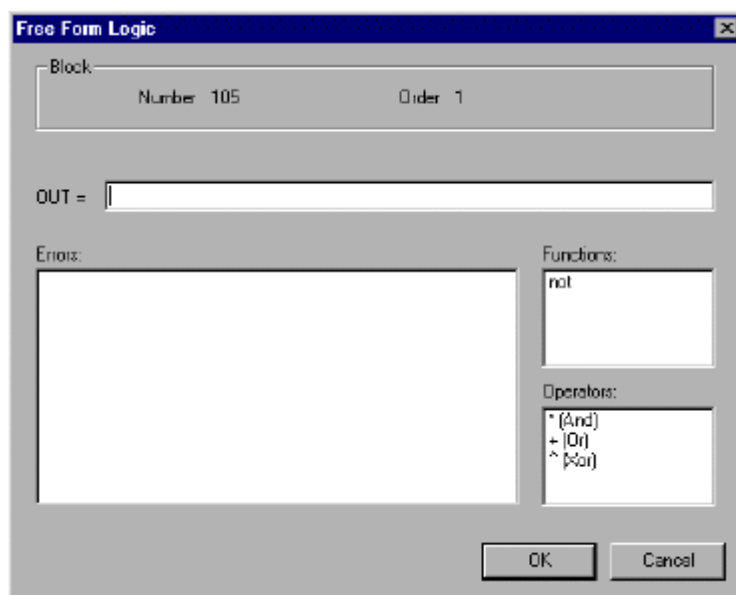 Free Form Logic
Block
Number 105 Order 1
OUT =
Errors: Functions:
not
Operators:
* (And)
+ (Or)
^ (Xor)
OK Cancel